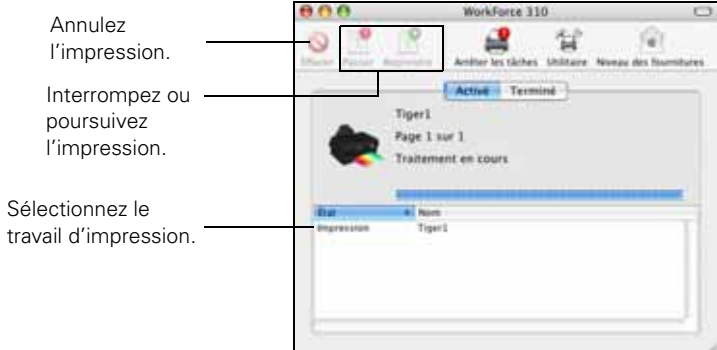 Annulez
l’impression.
Interrompez ou
poursuivez
l’impression.
Sélectionnez le
travail d’impression.
WorkForce 310
Effacer Pauser Reprendre Arrêter les tâches Utilitaire Niveau des fournitures
Activé Terminé
Tiger1
Page 1 sur 1
Traitement en cours
État Nom
Impression Tiger1